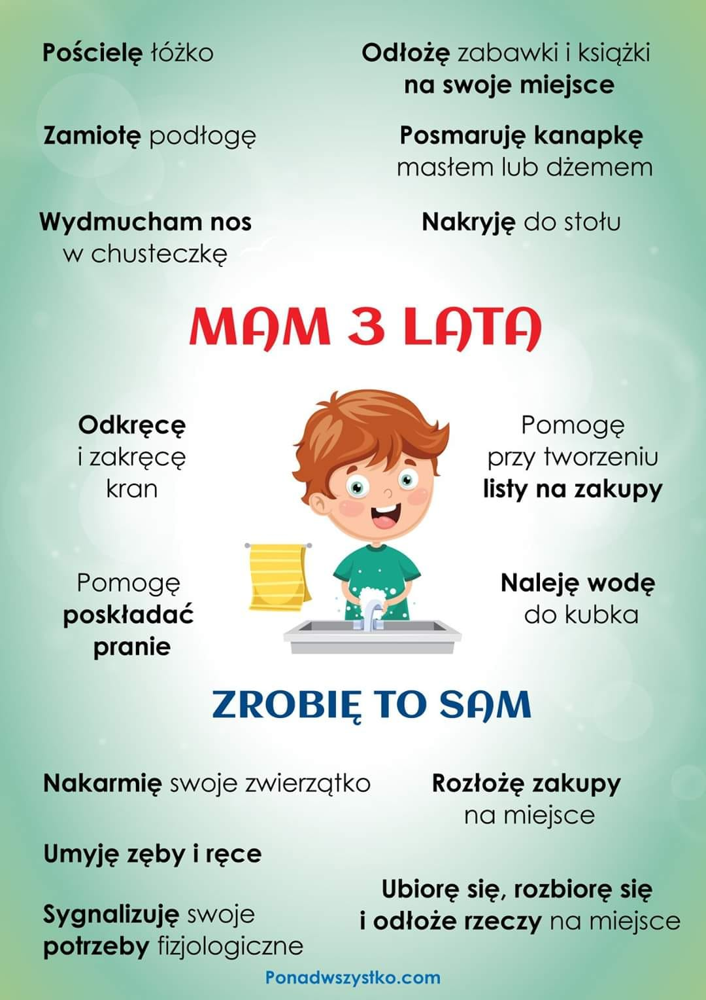 Pościelę łóżko
Odłożę zabawki i książki
na swoje miejsce
Zamiotę podłogę
Posmaruję kanapkę
masłem lub dżemem
Wydmucham nos
w chusteczkę
Nakryję do stołu
MAM 3 LATA
Odkręcę
i zakręcę
kran
Pomogę
przy tworzeniu
listy na zakupy
Pomogę
poskładać
pranie
Naleję wodę
do kubka
ZROBIĘ TO SAM
Nakarmię swoje zwierzątko
Rozłożę zakupy
na miejsce
Umyję zęby i ręce
Ubiorę się, rozbiorę się
i odłoże rzeczy na miejsce
Sygnalizuję swoje
potrzeby fizjologiczne
Ponadwszystko.com